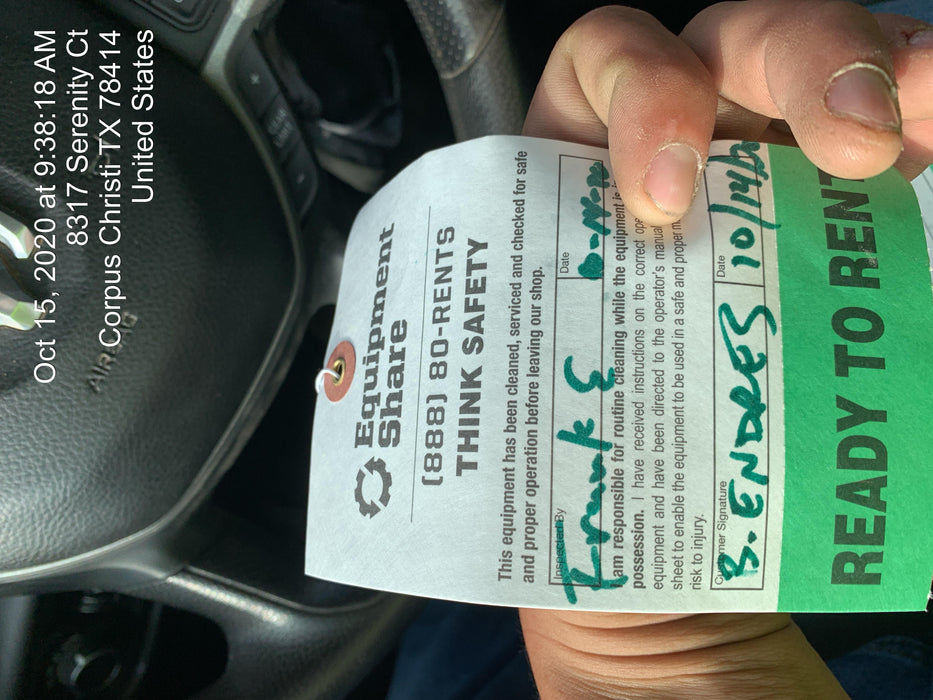 Oct 15, 2020 at 9:38:18 AM
8317 Serenity Ct
Corpus Christi TX 78414
United States
AIRBAG
Equipment
Share
(888) 80-RENTS
THINK SAFETY
This equipment has been cleaned, serviced and checked for safe
and proper operation before leaving our shop.
Inspected By Date
Frank E
I am responsible for routine cleaning while the equipment is
possession. I have received instructions on the correct
equipment and have been directed to the operator's manual
sheet to enable the equipment to be used in a safe and proper
risk to injury.
Customer Signature Date
B. ENDRES 10/14/20
READY TO RENT